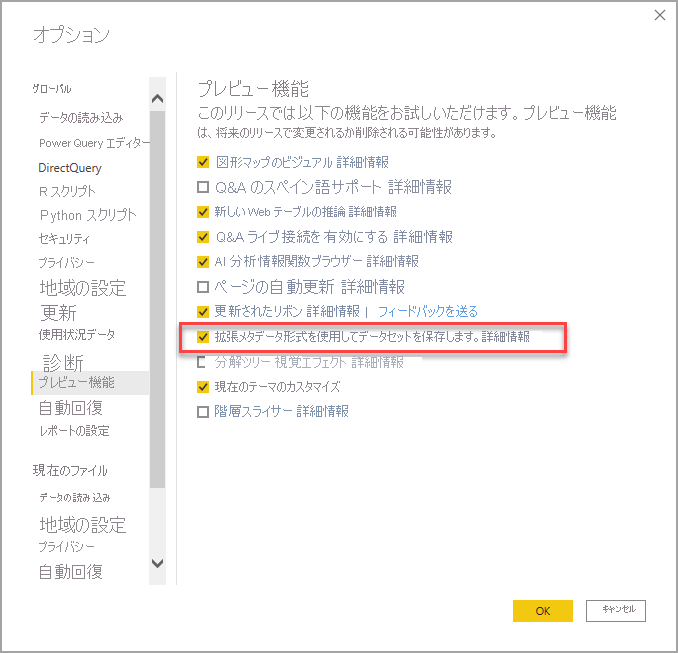 オプション
グローバル
データの読み込み
Power Query エディター
DirectQuery
R スクリプト
Python スクリプト
セキュリティ
プライバシー
地域の設定
更新
使用状況データ
診断
プレビュー機能
自動回復
レポートの設定
現在のファイル
データの読み込み
地域の設定
プライバシー
自動回復
プレビュー機能
このリリースでは以下の機能をお試しいただけます。プレビュー機能
は、将来のリリースで変更されるか削除される可能性があります。
図形マップのビジュアル 詳細情報
Q&A のスペイン語サポート 詳細情報
新しい Web テーブルの推論 詳細情報
Q&A ライブ接続を有効にする 詳細情報
AI 分析情報関数ブラウザー 詳細情報
ページの自動更新 詳細情報
更新されたリボン 詳細情報 | フィードバックを送る
拡張メタデータ形式を使用してデータセットを保存します。詳細情報
分解ツリー視覚エフェクト 詳細情報
現在のテーマのカスタマイズ
階層スライサー 詳細情報
OK
キャンセル